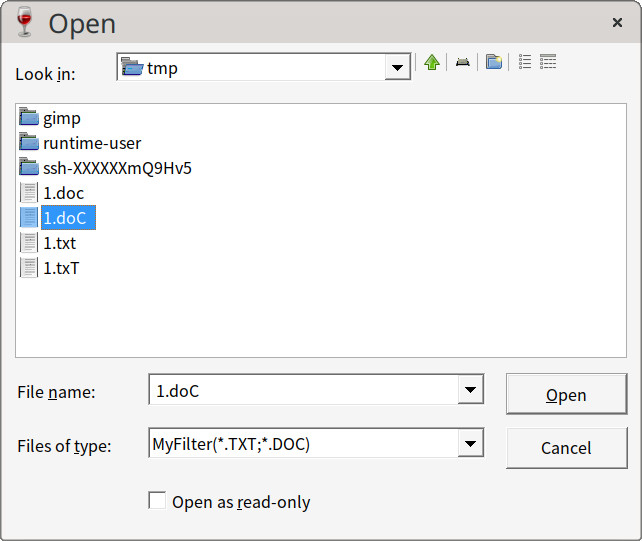 Open
Look in:
tmp
gimp
runtime-user
ssh-XXXXXXmQ9Hv5
1.doc
1.doC
1.txt
1.txT
File name:
1.doC
Open
Files of type:
MyFilter(*.TXT;*.DOC)
Cancel
Open as read-only